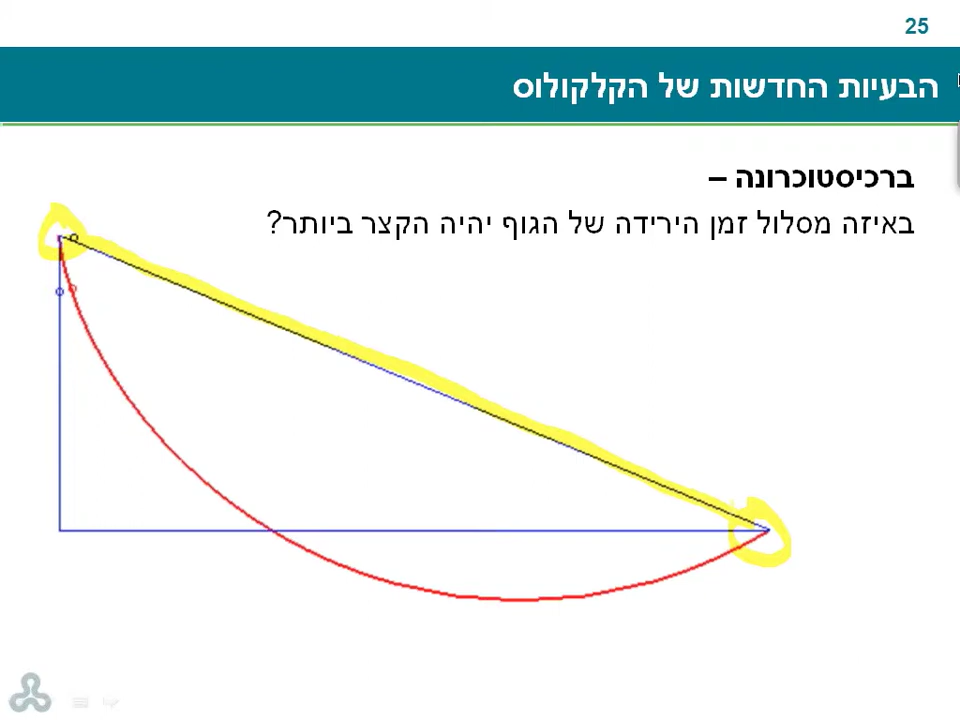 25
הבעיות החדשות של הקלקולוס
ברכיסטוכרונה –
באיזה מסלול זמן הירידה של הגוף יהיה הקצר ביותר?